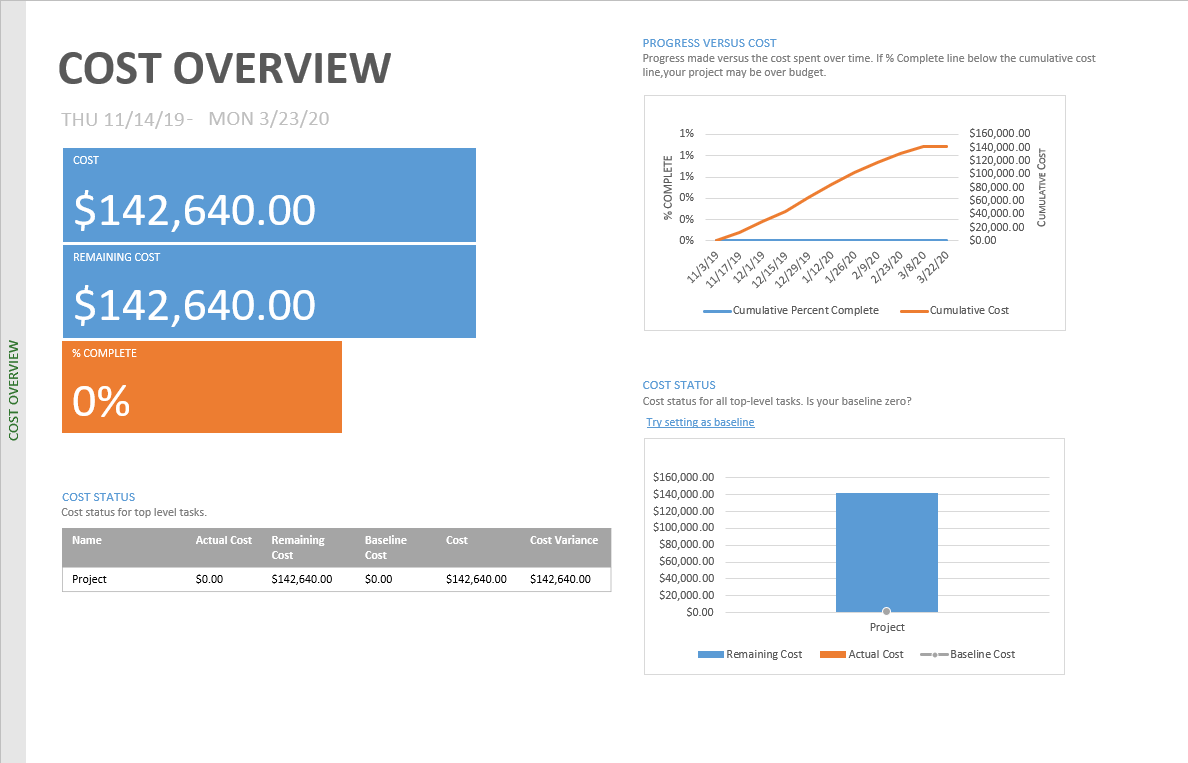 COST OVERVIEW
COST OVERVIEW
THU 11/14/19 - MON 3/23/20
COST
$142,640.00
REMAINING COST
$142,640.00
% COMPLETE
0%
COST STATUS
Cost status for top level tasks.
Name Actual Cost Remaining Cost Baseline Cost Cost Cost Variance
Project $0.00 $142,640.00 $0.00 $142,640.00 $142,640.00
PROGRESS VERSUS COST
Progress made versus the cost spent over time. If % Complete line below the cumulative cost
line,your project may be over budget.
% COMPLETE
1%
1%
1%
0%
0%
0%
$160,000.00
$140,000.00
$120,000.00
$100,000.00
$80,000.00
$60,000.00
$40,000.00
$20,000.00
$0.00
CUMULATIVE COST
11/3/19 11/17/19 12/1/19 12/15/19 12/29/19 1/12/20 1/26/20 2/9/20 2/23/20 3/8/20 3/22/20
Cumulative Percent Complete Cumulative Cost
COST STATUS
Cost status for all top-level tasks. Is your baseline zero?
Try setting as baseline
$160,000.00
$140,000.00
$120,000.00
$100,000.00
$80,000.00
$60,000.00
$40,000.00
$20,000.00
$0.00
Project
Remaining Cost Actual Cost Baseline Cost